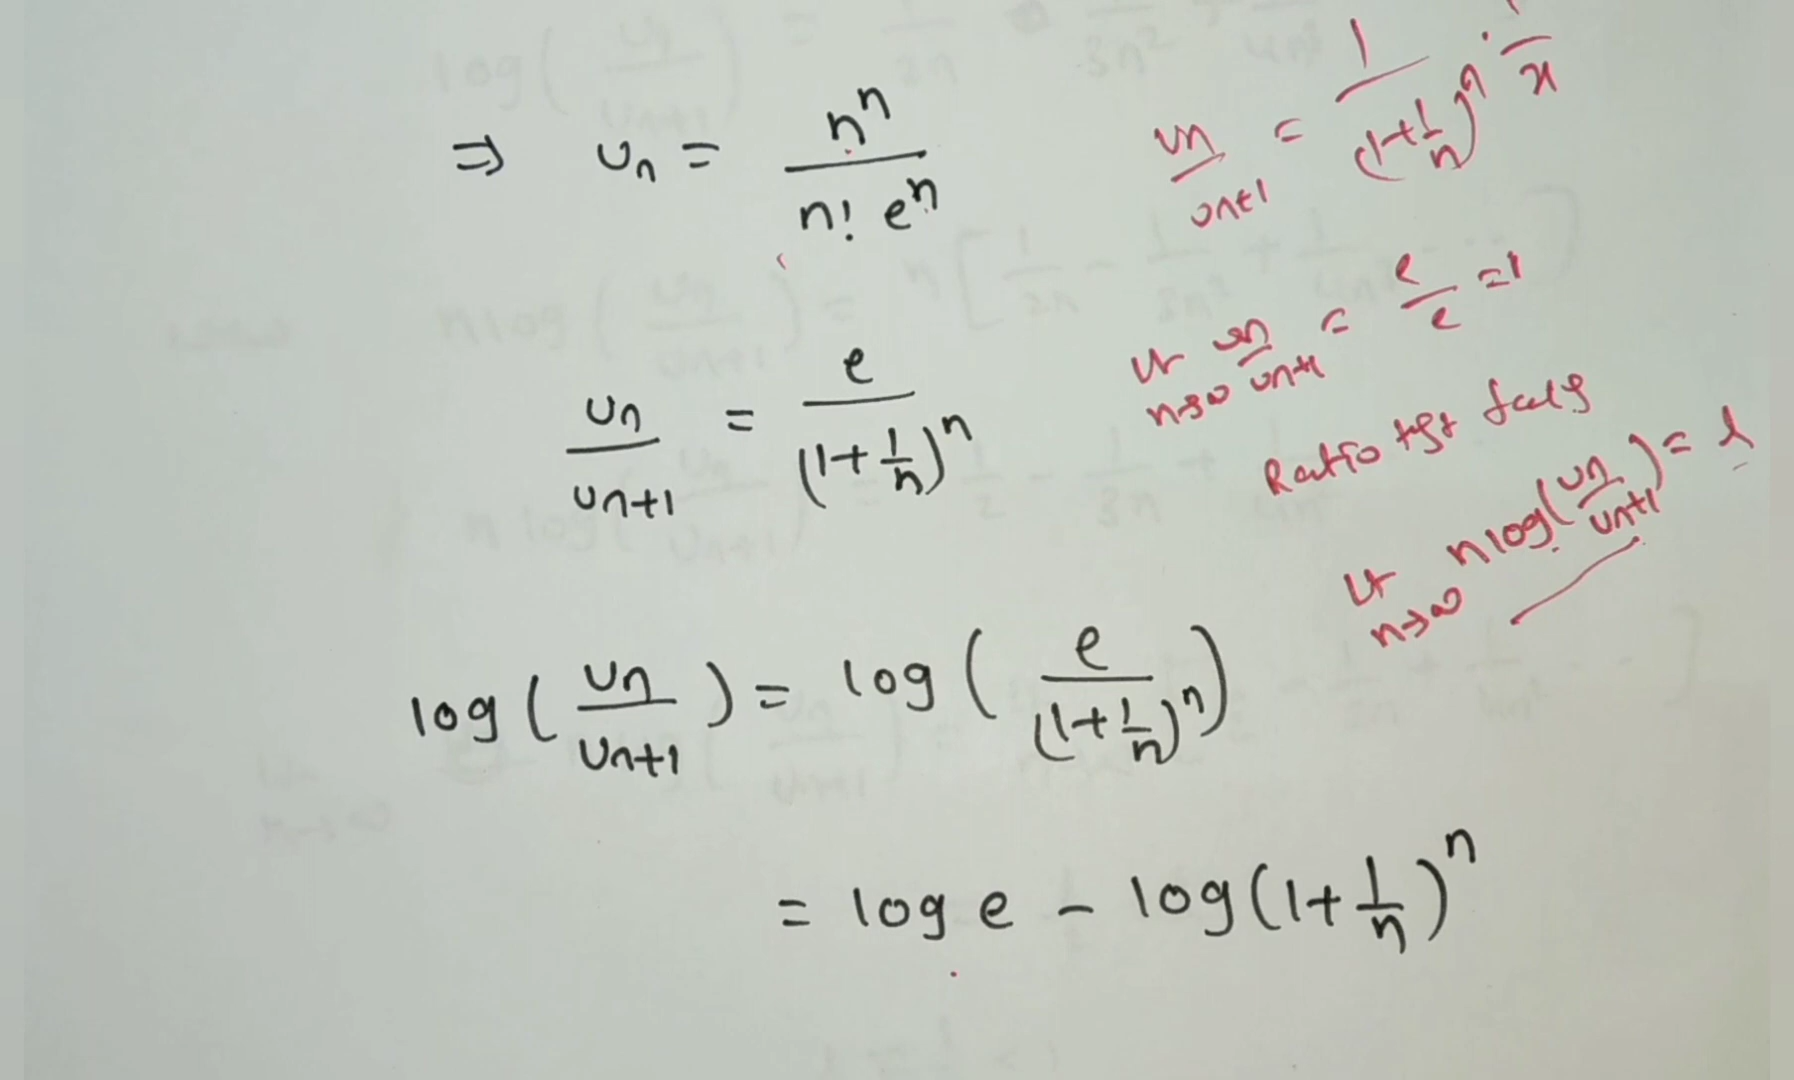 ⇒ un = n^n / n! e^n
un / un+1 = e / (1+1/n)^n
log ( un / un+1 ) = log ( e / (1+1/n)^n )
= log e - log (1+1/n)^n
un / un+1 = 1 / (1+1/n)^n · 1/x
Lt n→∞ un / un+1 = e/e = 1
Ratio test fails
Lt n→∞ n log ( un / un+1 ) =